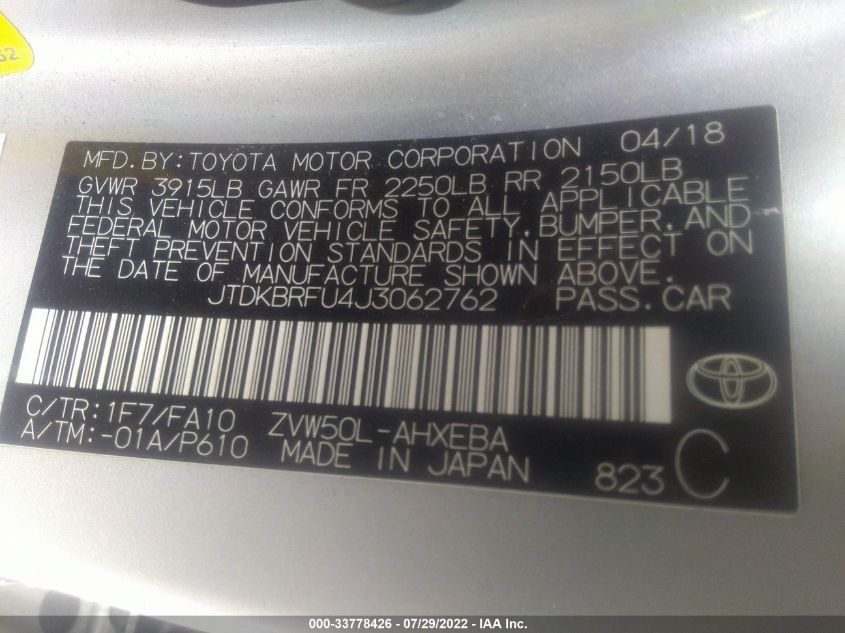 62
MFD.BY:TOYOTA MOTOR CORPORATION 04/18
GVWR 3915LB GAWR FR 2250LB RR 2150LB
THIS VEHICLE CONFORMS TO ALL APPLICABLE
FEDERAL MOTOR VEHICLE SAFETY,BUMPER,AND
THEFT PREVENTION STANDARDS IN EFFECT ON
THE DATE OF MANUFACTURE SHOWN ABOVE.
JTDKBRFU4J3062762 PASS.CAR
C/TR:1F7/FA10 ZVW50L-AHXEBA
A/TM:-01A/P610 MADE IN JAPAN
823 C
000-33778426 - 07/29/2022 - IAA Inc.